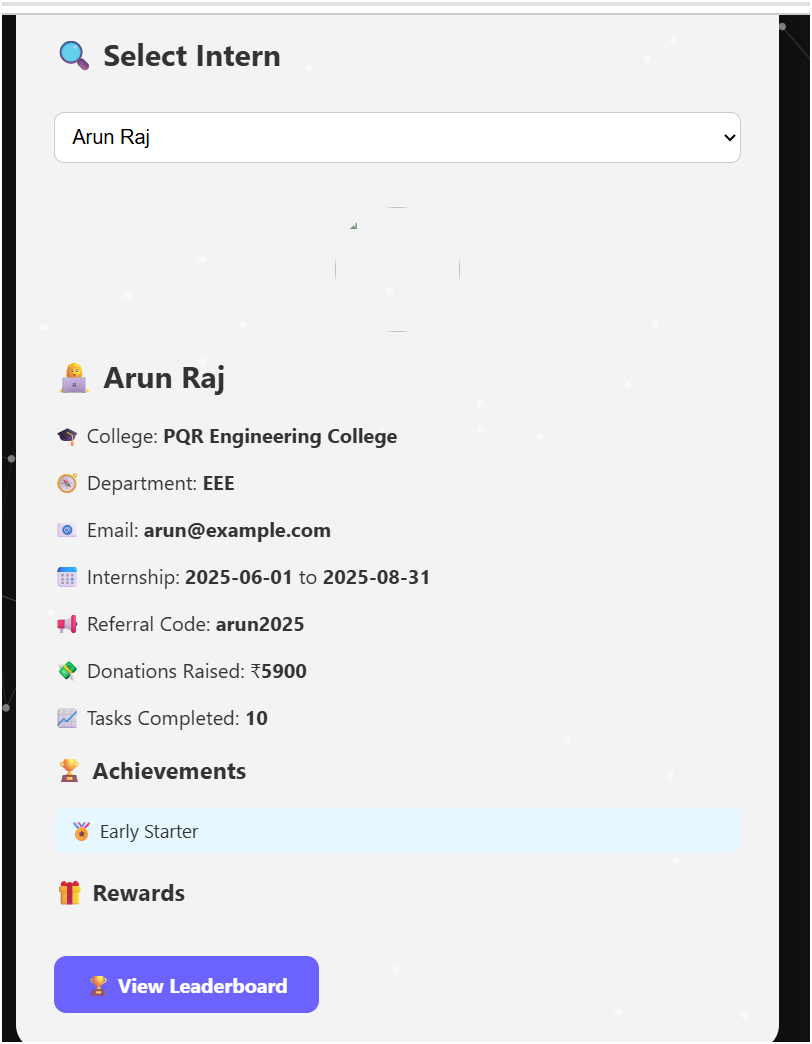 🔍 Select Intern
Arun Raj
👩‍💻 Arun Raj
🎓 College: PQR Engineering College
🧭 Department: EEE
📧 Email: arun@example.com
📅 Internship: 2025-06-01 to 2025-08-31
📢 Referral Code: arun2025
💸 Donations Raised: ₹5900
📈 Tasks Completed: 10
🏆 Achievements
🏅 Early Starter
🎁 Rewards
🏆 View Leaderboard